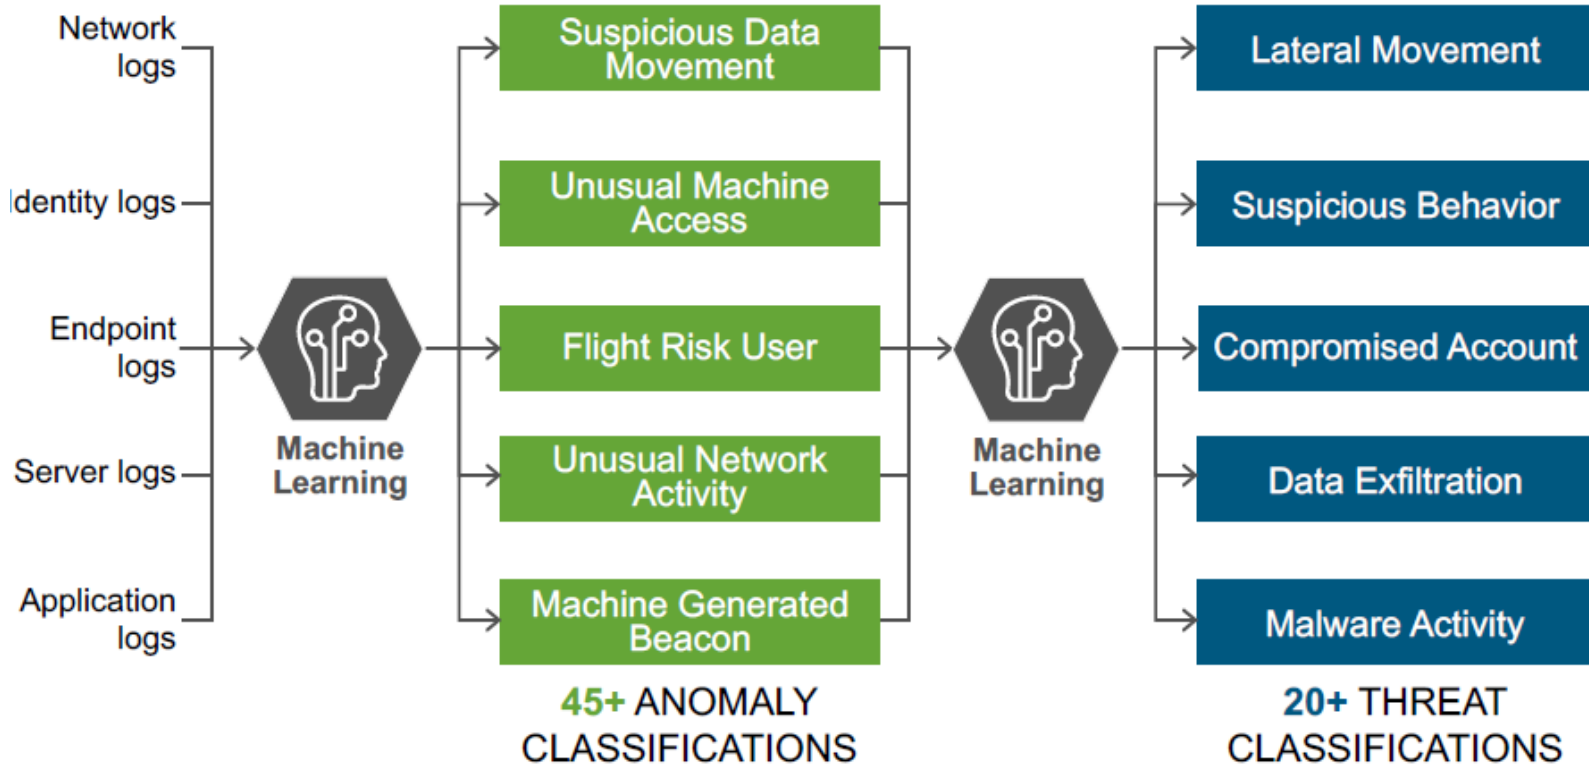 Network
logs
Identity logs
Endpoint
logs
Server logs
Application
logs
Machine
Learning
Suspicious Data
Movement
Unusual Machine
Access
Flight Risk User
Unusual Network
Activity
Machine Generated
Beacon
45+ ANOMALY
CLASSIFICATIONS
Machine
Learning
Lateral Movement
Suspicious Behavior
Compromised Account
Data Exfiltration
Malware Activity
20+ THREAT
CLASSIFICATIONS